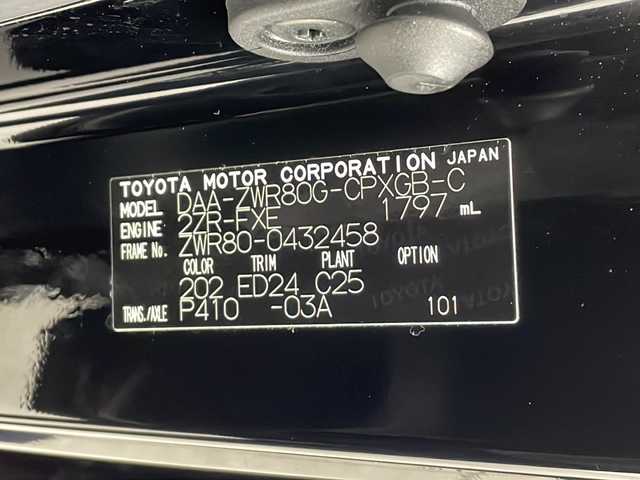 TOYOTA MOTOR CORPORATION JAPAN
MODEL DAA-ZWR80G-CPXGB-C
ENGINE 2ZR-FXE 1797 mL
FRAME No. ZWR80-0432458
COLOR TRIM PLANT OPTION
202 ED24 C25
TRANS./AXLE P410 -03A 101